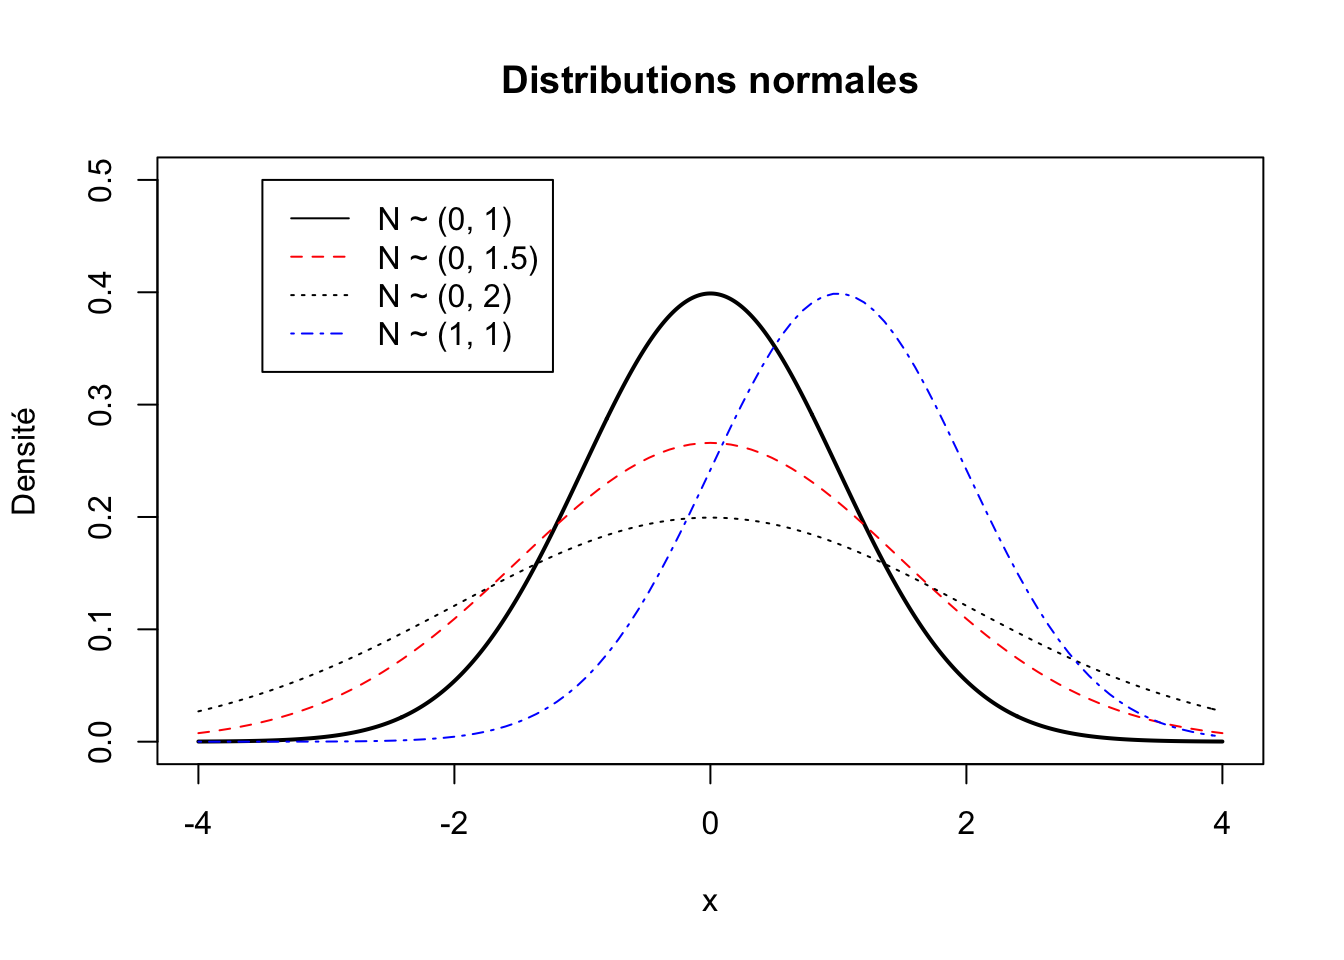 Distributions normales
N ~ (0, 1)
N ~ (0, 1.5)
N ~ (0, 2)
N ~ (1, 1)
Densité
0.5
0.4
0.3
0.2
0.1
0.0
-4
-2
0
2
4
x